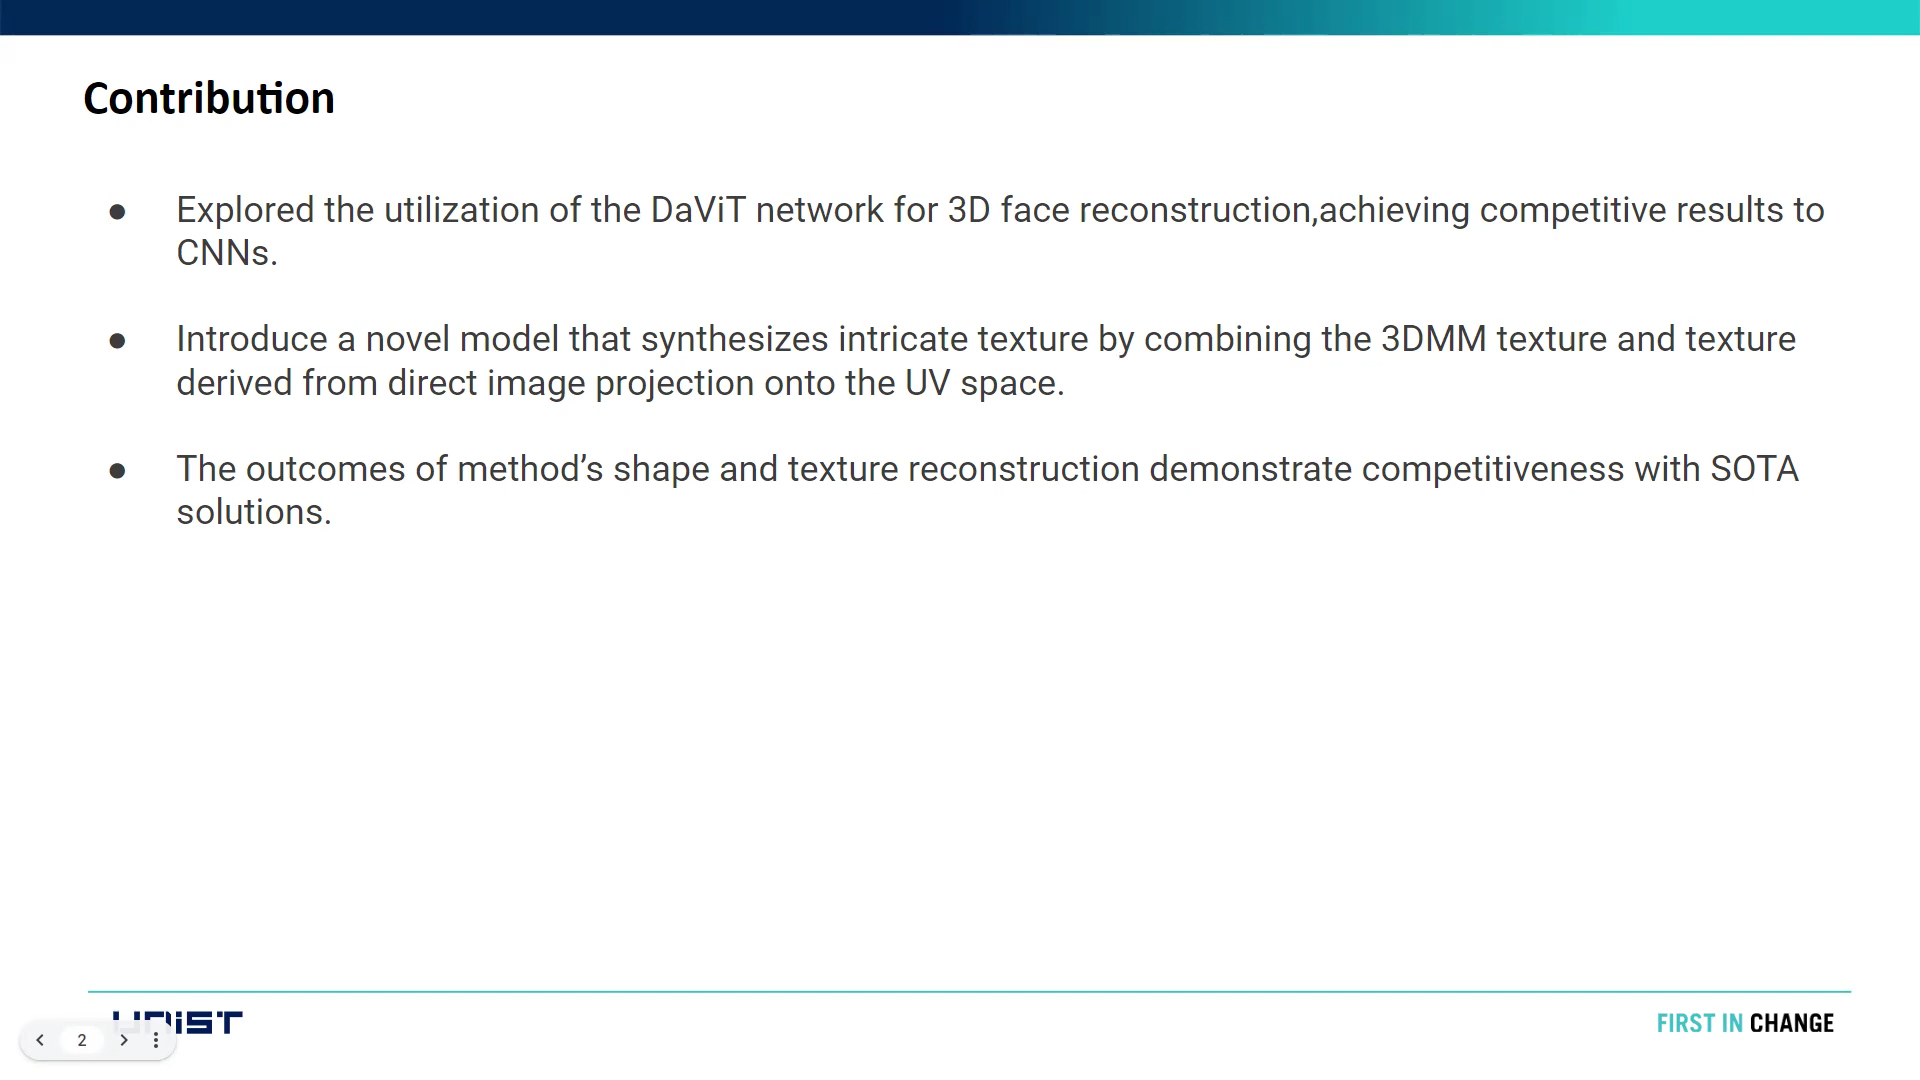 Contribution
● Explored the utilization of the DaViT network for 3D face reconstruction,achieving competitive results to
CNNs.
● Introduce a novel model that synthesizes intricate texture by combining the 3DMM texture and texture
derived from direct image projection onto the UV space.
● The outcomes of method’s shape and texture reconstruction demonstrate competitiveness with SOTA
solutions.
UNIST
2
FIRST IN CHANGE